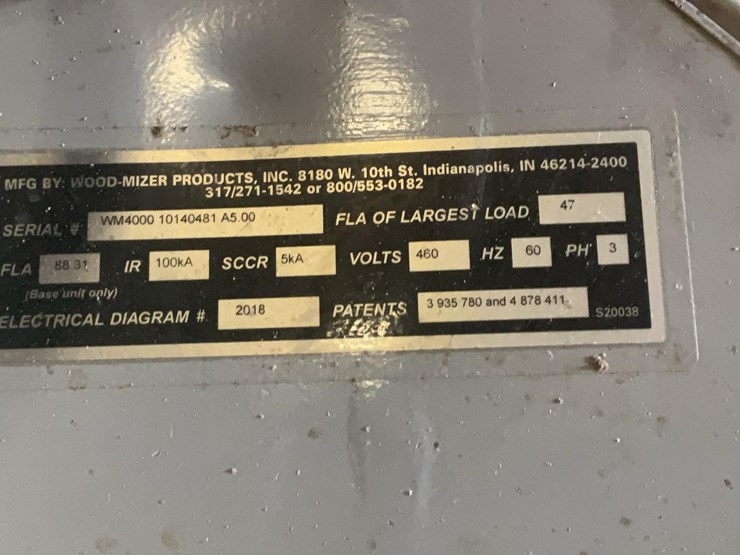 MFG BY: WOOD-MIZER PRODUCTS, INC. 8180 W. 10th St. Indianapolis, IN 46214-2400
317/271-1542 or 800/553-0182
SERIAL # WM4000 10140481 A5.00 FLA OF LARGEST LOAD 47
FLA 88.31 IR 100kA SCCR 5kA VOLTS 460 HZ 60 PH 3
(Base unit only)
ELECTRICAL DIAGRAM # 2018 PATENTS 3 935 780 and 4 878 411 S20038